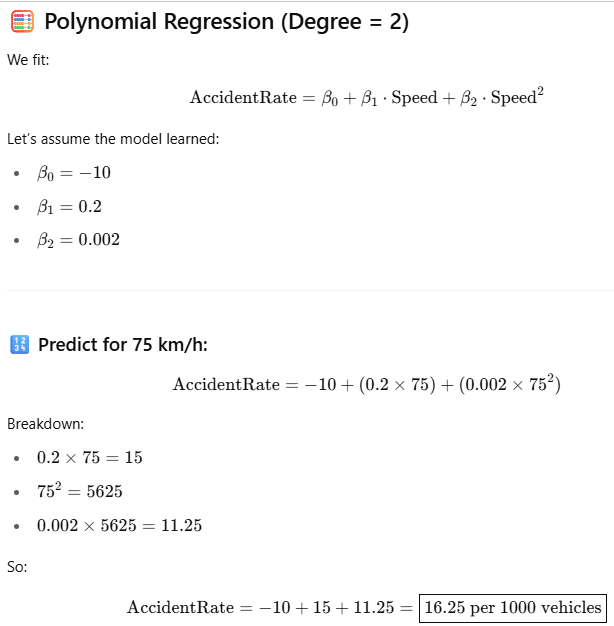 🧮 Polynomial Regression (Degree = 2)
We fit:
AccidentRate = β₀ + β₁ · Speed + β₂ · Speed²
Let's assume the model learned:
• β₀ = −10
• β₁ = 0.2
• β₂ = 0.002
🔢 Predict for 75 km/h:
AccidentRate = −10 + (0.2 × 75) + (0.002 × 75²)
Breakdown:
• 0.2 × 75 = 15
• 75² = 5625
• 0.002 × 5625 = 11.25
So:
AccidentRate = −10 + 15 + 11.25 = 16.25 per 1000 vehicles